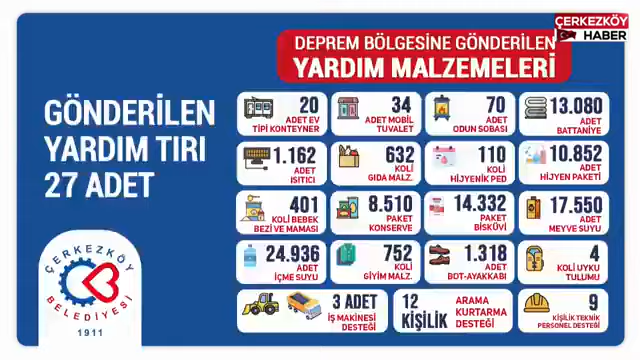 ÇERKEZKÖY
HABER
DEPREM BÖLGESİNE GÖNDERİLEN
YARDIM MALZEMELERİ
GÖNDERİLEN
YARDIM TIRI
27 ADET
20
ADET EV
TİPİ KONTEYNER
34
ADET MOBİL
TUVALET
70
ADET
ODUN SOBASI
13.080
ADET
BATTANİYE
1.162
ADET
ISITICI
632
KOLİ
GIDA MALZ.
110
KOLİ
HİJYENİK PED
10.852
ADET
HİJYEN PAKETİ
401
KOLİ BEBEK
BEZİ VE MAMASI
8.510
PAKET
KONSERVE
14.332
PAKET
BİSKÜVİ
17.550
ADET
MEYVE SUYU
24.936
ADET
İÇME SUYU
752
KOLİ
GİYİM MALZ.
1.318
ADET
BOT-AYAKKABI
4
KOLİ UYKU
TULUMU
3 ADET
İŞ MAKİNESİ
DESTEĞİ
12
KİŞİLİK
ARAMA
KURTARMA
DESTEĞİ
9
KİŞİLİK TEKNİK
PERSONEL DESTEĞİ
ÇERKEZKÖY
BELEDİYESİ
1911